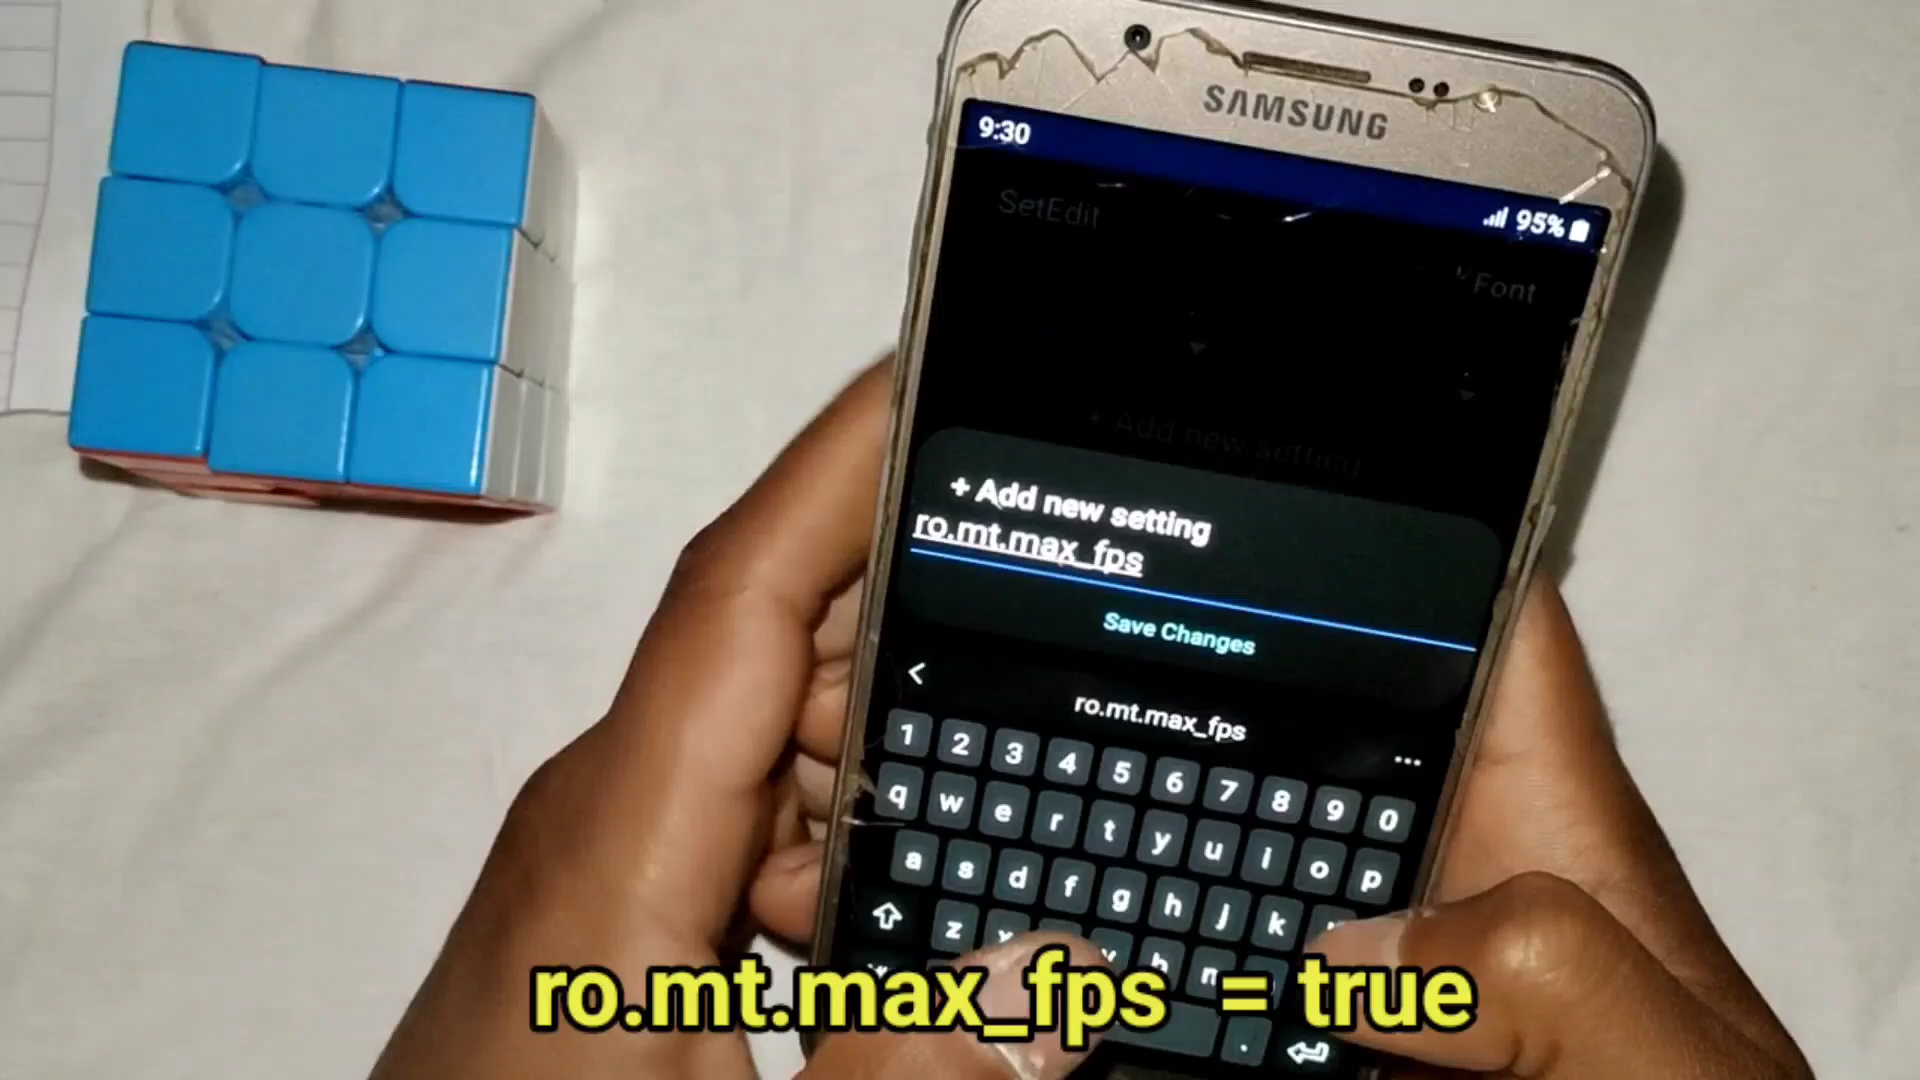 SAMSUNG
9:30
95%
SetEdit
Font
+ Add new setting
+ Add new setting
ro.mt.max_fps
Save Changes
<
ro.mt.max_fps
...
1 2 3 4 5 6 7 8 9 0
q w e r t y u i o p
a s d f g h j k
z
ro.mt.max_fps = true